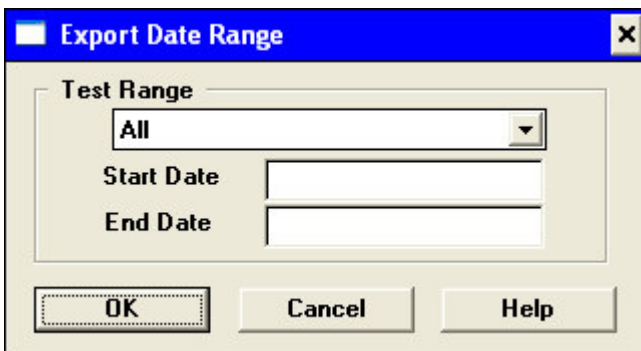 Export Date Range
Test Range
All
Start Date
End Date
OK Cancel Help